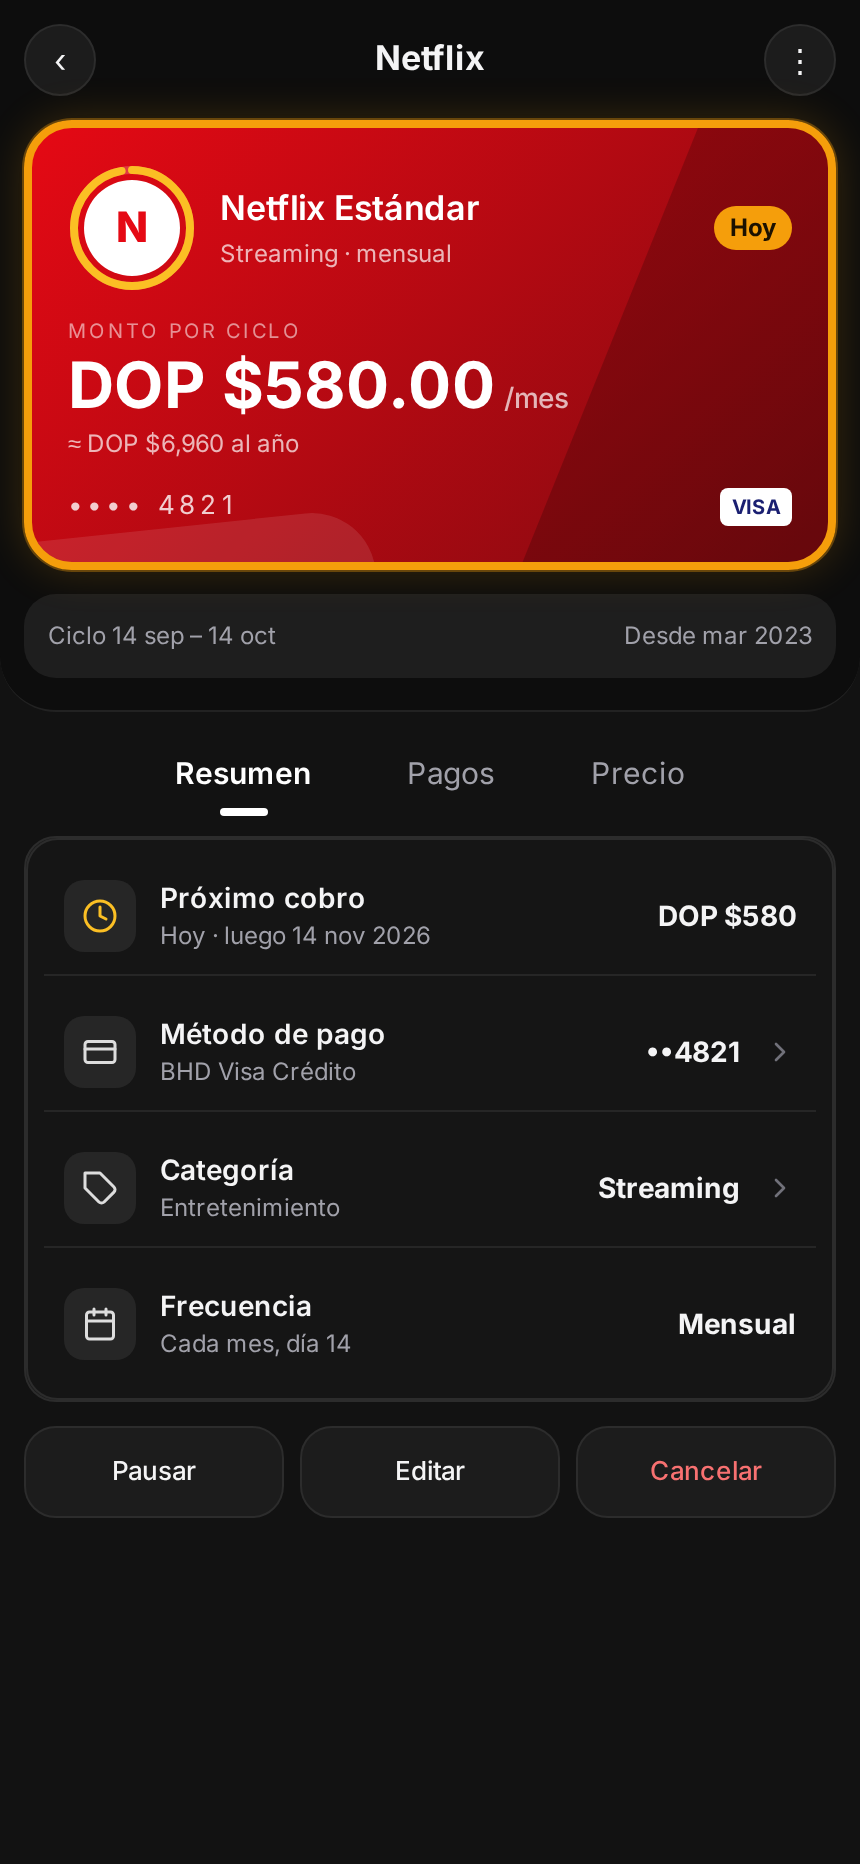 Netflix
N
Netflix Estándar
Streaming · mensual
Hoy
MONTO POR CICLO
DOP $580.00 /mes
≈ DOP $6,960 al año
•••• 4821
VISA
Ciclo 14 sep – 14 oct
Desde mar 2023
Resumen
Pagos
Precio
Próximo cobro
Hoy · luego 14 nov 2026
DOP $580
Método de pago
BHD Visa Crédito
••4821
Categoría
Entretenimiento
Streaming
Frecuencia
Cada mes, día 14
Mensual
Pausar
Editar
Cancelar